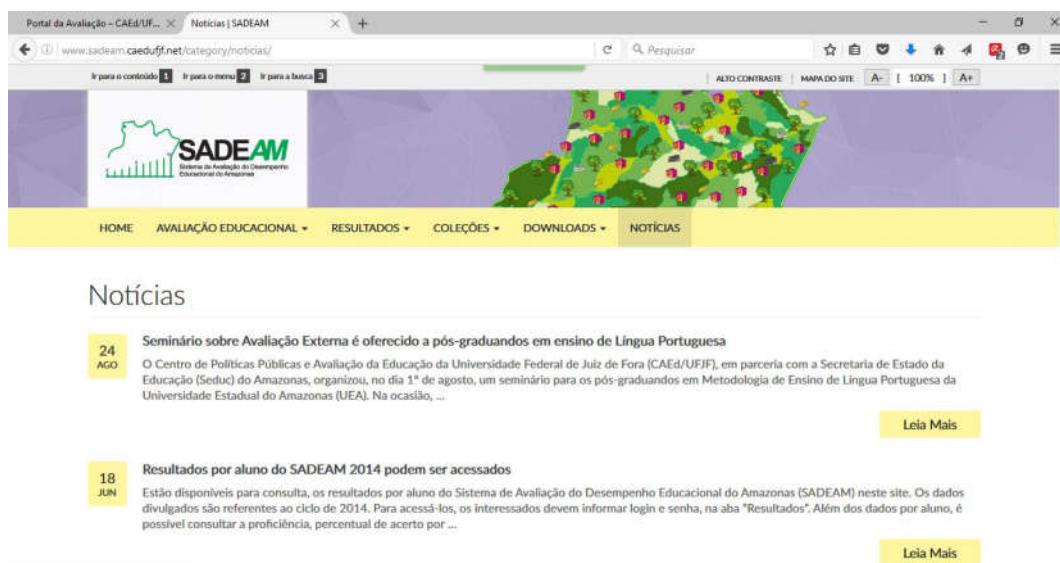 Portal da Avaliação – CAEd/UF... × Notícias | SADEAM × +
www.sadeam.caedufjf.net/category/noticias/ Pesquisar
Ir para o conteúdo 1 Ir para o menu 2 Ir para a busca 3 ALTO CONTRASTE MAPA DO SITE A- [ 100% ] A+
SADEAM
Sistema de Avaliação do Desempenho
Educacional do Amazonas
HOME AVALIAÇÃO EDUCACIONAL RESULTADOS COLEÇÕES DOWNLOADS NOTÍCIAS
Notícias
24
AGO
Seminário sobre Avaliação Externa é oferecido a pós-graduandos em ensino de Língua Portuguesa
O Centro de Políticas Públicas e Avaliação da Educação da Universidade Federal de Juiz de Fora (CAEd/UFJF), em parceria com a Secretaria de Estado da
Educação (Seduc) do Amazonas, organizou, no dia 1º de agosto, um seminário para os pós-graduandos em Metodologia de Ensino de Língua Portuguesa da
Universidade Estadual do Amazonas (UEA). Na ocasião, ...
Leia Mais
18
JUN
Resultados por aluno do SADEAM 2014 podem ser acessados
Estão disponíveis para consulta, os resultados por aluno do Sistema de Avaliação do Desempenho Educacional do Amazonas (SADEAM) neste site. Os dados
divulgados são referentes ao ciclo de 2014. Para acessá-los, os interessados devem informar login e senha, na aba "Resultados". Além dos dados por aluno, é
possível consultar a proficiência, percentual de acerto por ...
Leia Mais